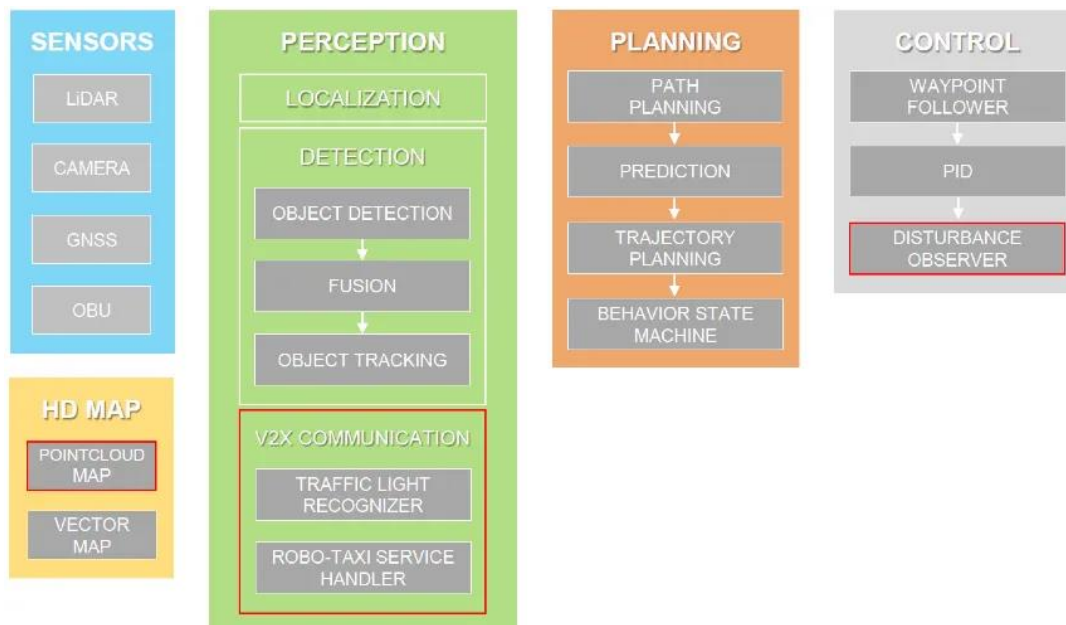 SENSORS
LiDAR
CAMERA
GNSS
OBU
HD MAP
POINTCLOUD
MAP
VECTOR
MAP
PERCEPTION
LOCALIZATION
DETECTION
OBJECT DETECTION
FUSION
OBJECT TRACKING
V2X COMMUNICATION
TRAFFIC LIGHT
RECOGNIZER
ROBO-TAXI SERVICE
HANDLER
PLANNING
PATH
PLANNING
PREDICTION
TRAJECTORY
PLANNING
BEHAVIOR STATE
MACHINE
CONTROL
WAYPOINT
FOLLOWER
PID
DISTURBANCE
OBSERVER